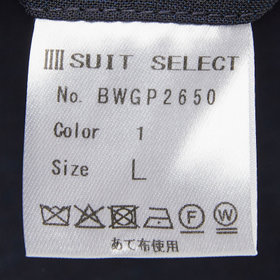 SUIT SELECT
No. BWGP2650
Color 1
Size L
F W
あて布使用